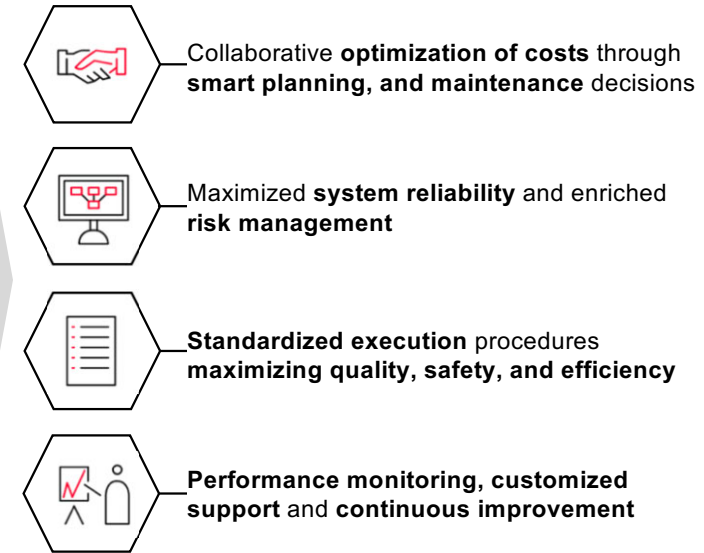 Collaborative optimization of costs through
smart planning, and maintenance decisions
Maximized system reliability and enriched
risk management
Standardized execution procedures
maximizing quality, safety, and efficiency
Performance monitoring, customized
support and continuous improvement